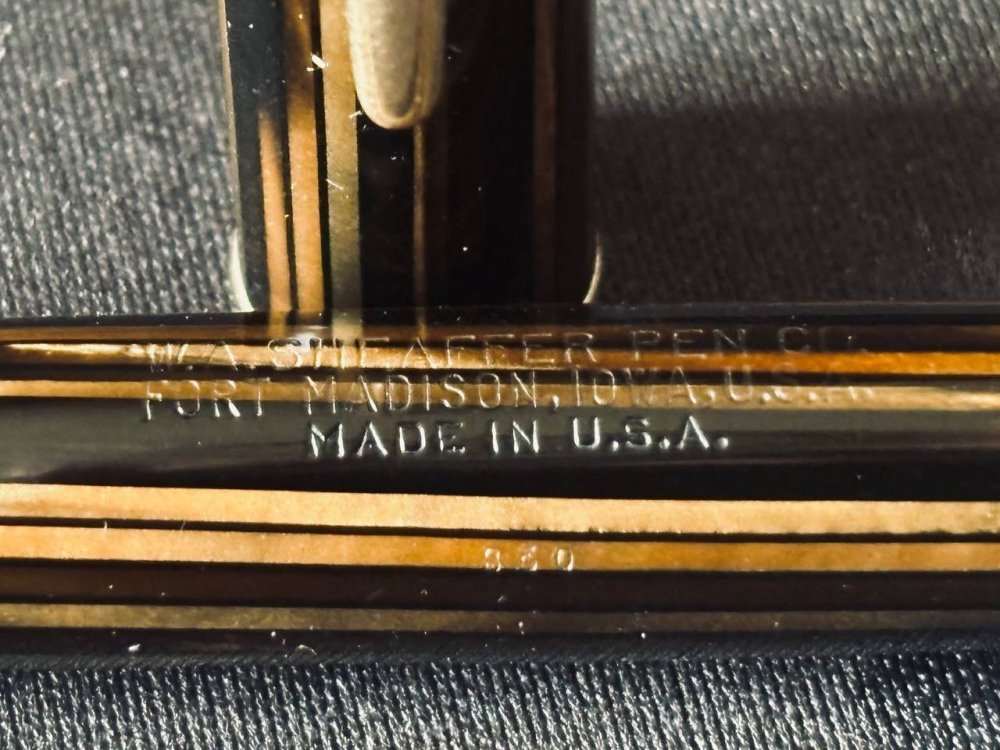 W.A. SHEAFFER PEN CO.
FORT MADISON, IOWA, U.S.A.
MADE IN U.S.A.